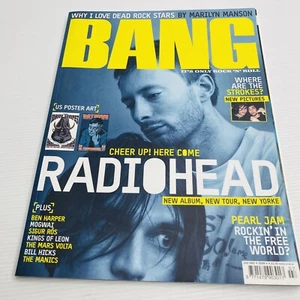 WHY I LOVE DEAD ROCK STARS BY MARILYN MANSON
BANG
IT'S ONLY ROCK'N'ROLL
WHERE
ARE THE
STROKES?
NEW PICTURES
[US POSTER ART]
CHEER UP! HERE COME
RADIOHEAD
NEW ALBUM, NEW TOUR, NEW YORKE
[PLUS]
BEN HARPER
MOGWAI
SIGUR RÓS
KINGS OF LEON
THE MARS VOLTA
BILL HICKS
THE MANICS
PEARL JAM
ROCKIN' IN
THE FREE
WORLD?